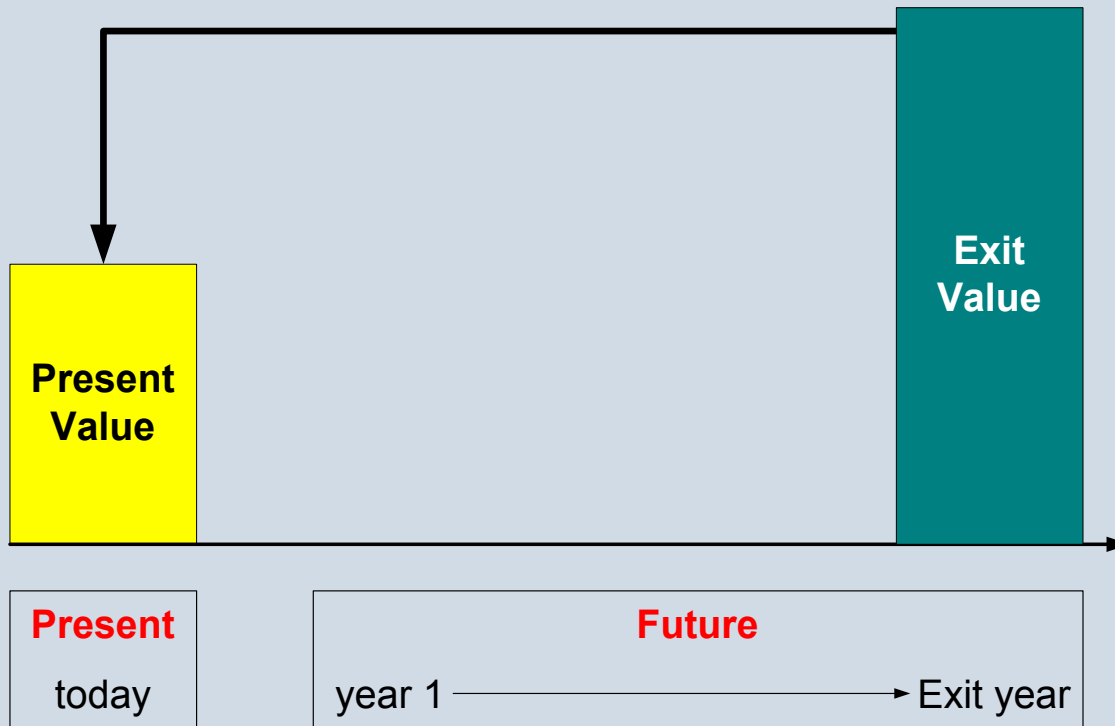 Exit
Value
Present
Value
Present
Future
today
year 1
Exit year